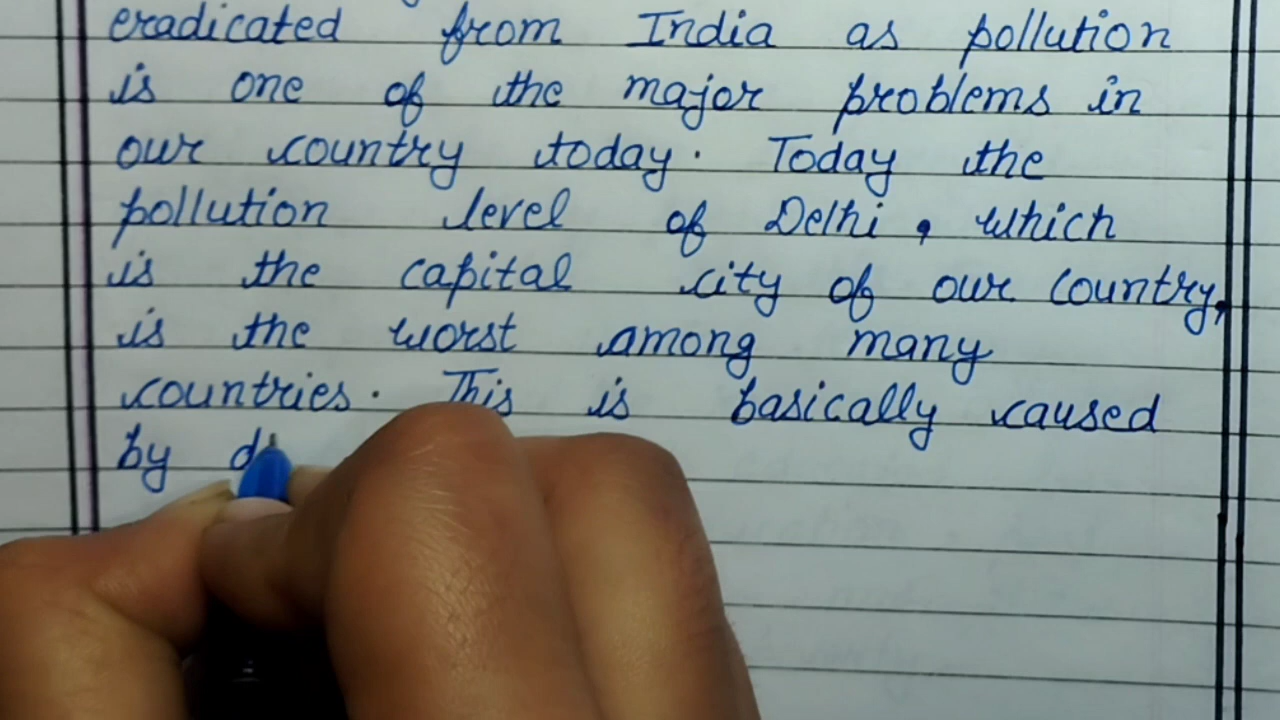 eradicated from India as pollution
is one of the major problems in
our country today. Today the
pollution level of Delhi, which
is the capital city of our country,
is the worst among many
countries. This is basically caused
by